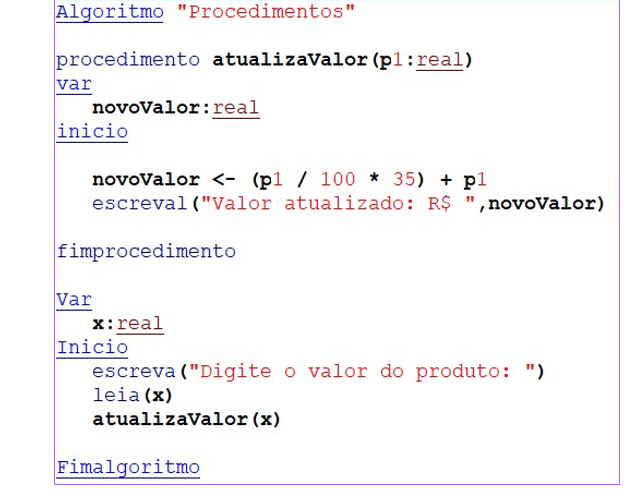 Algoritmo "Procedimentos"
procedimento atualizaValor(p1:real)
var
novoValor:real
inicio
novoValor <- (p1 / 100 * 35) + p1
escreval("Valor atualizado: R$ ",novoValor)
fimprocedimento
Var
x:real
Inicio
escreva("Digite o valor do produto: ")
leia(x)
atualizaValor(x)
Fimalgoritmo